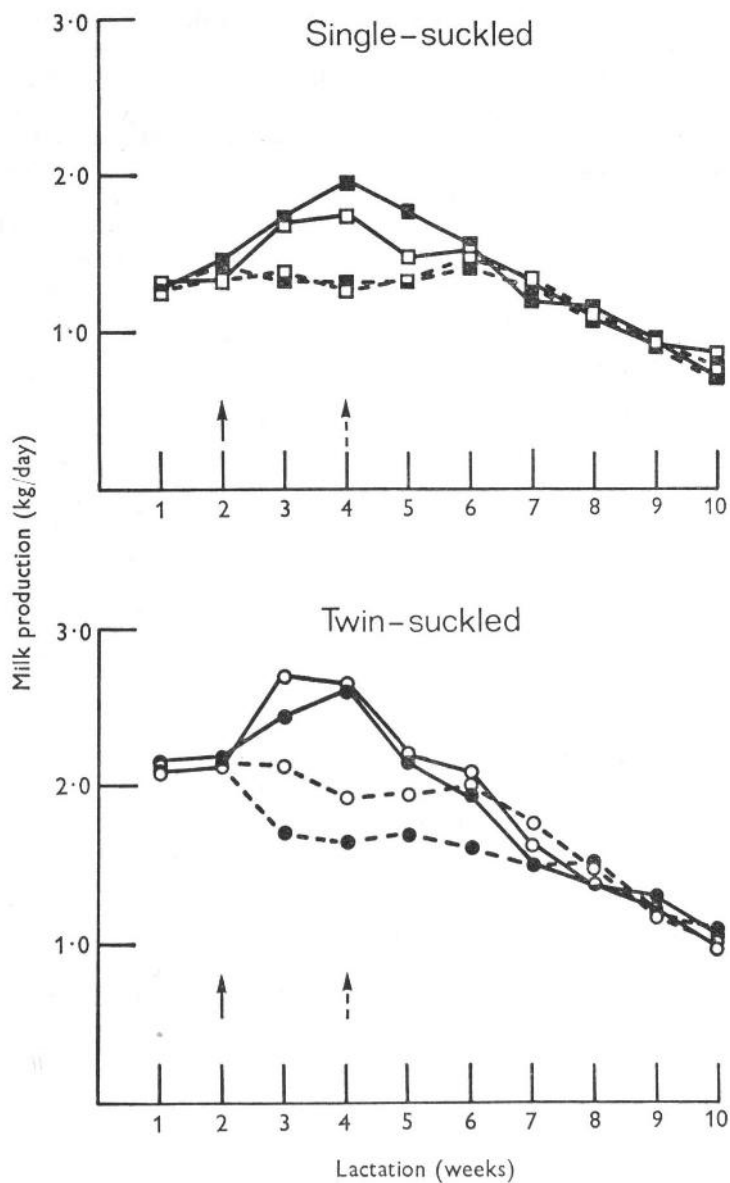 Single-suckled
3·0
2·0
1·0
1 2 3 4 5 6 7 8 9 10
Milk production (kg/day)
Twin-suckled
3·0
2·0
1·0
1 2 3 4 5 6 7 8 9 10
Lactation (weeks)